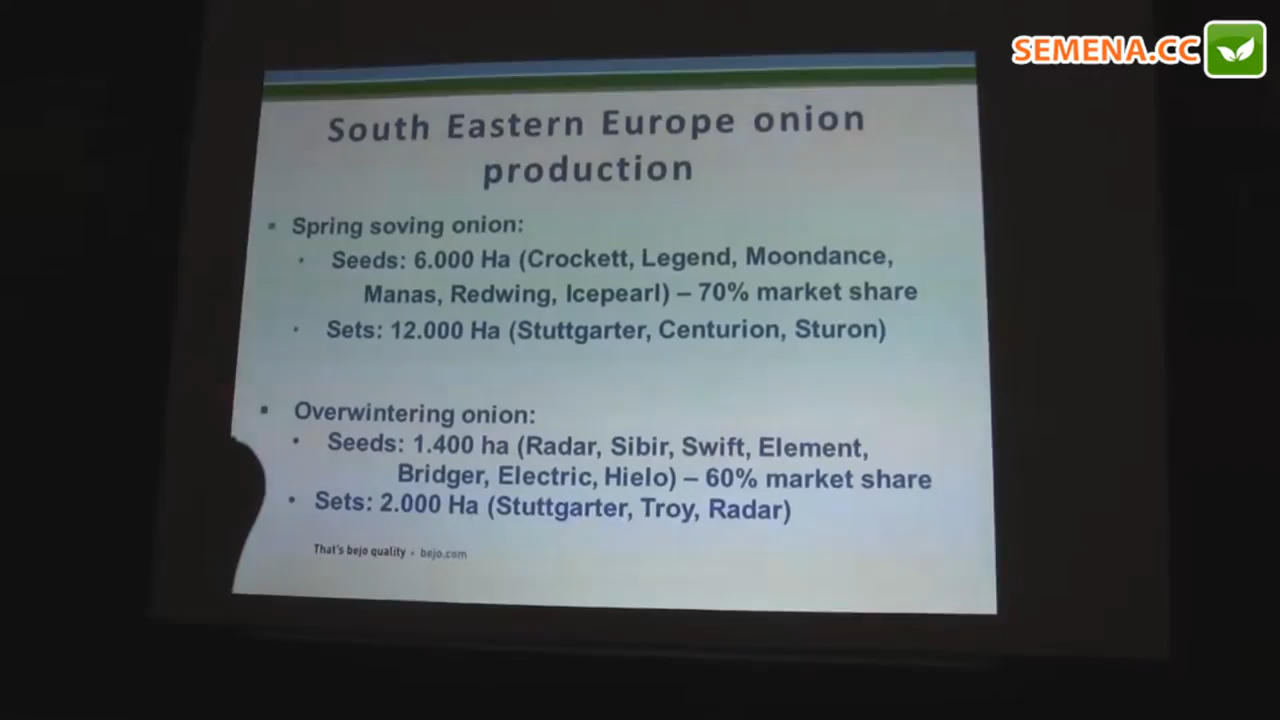 SEMENA.CC
South Eastern Europe onion
production
▪ Spring soving onion:
• Seeds: 6.000 Ha (Crockett, Legend, Moondance,
Manas, Redwing, Icepearl) – 70% market share
• Sets: 12.000 Ha (Stuttgarter, Centurion, Sturon)
▪ Overwintering onion:
• Seeds: 1.400 ha (Radar, Sibir, Swift, Element,
Bridger, Electric, Hielo) – 60% market share
• Sets: 2.000 Ha (Stuttgarter, Troy, Radar)
That's bejo quality • bejo.com